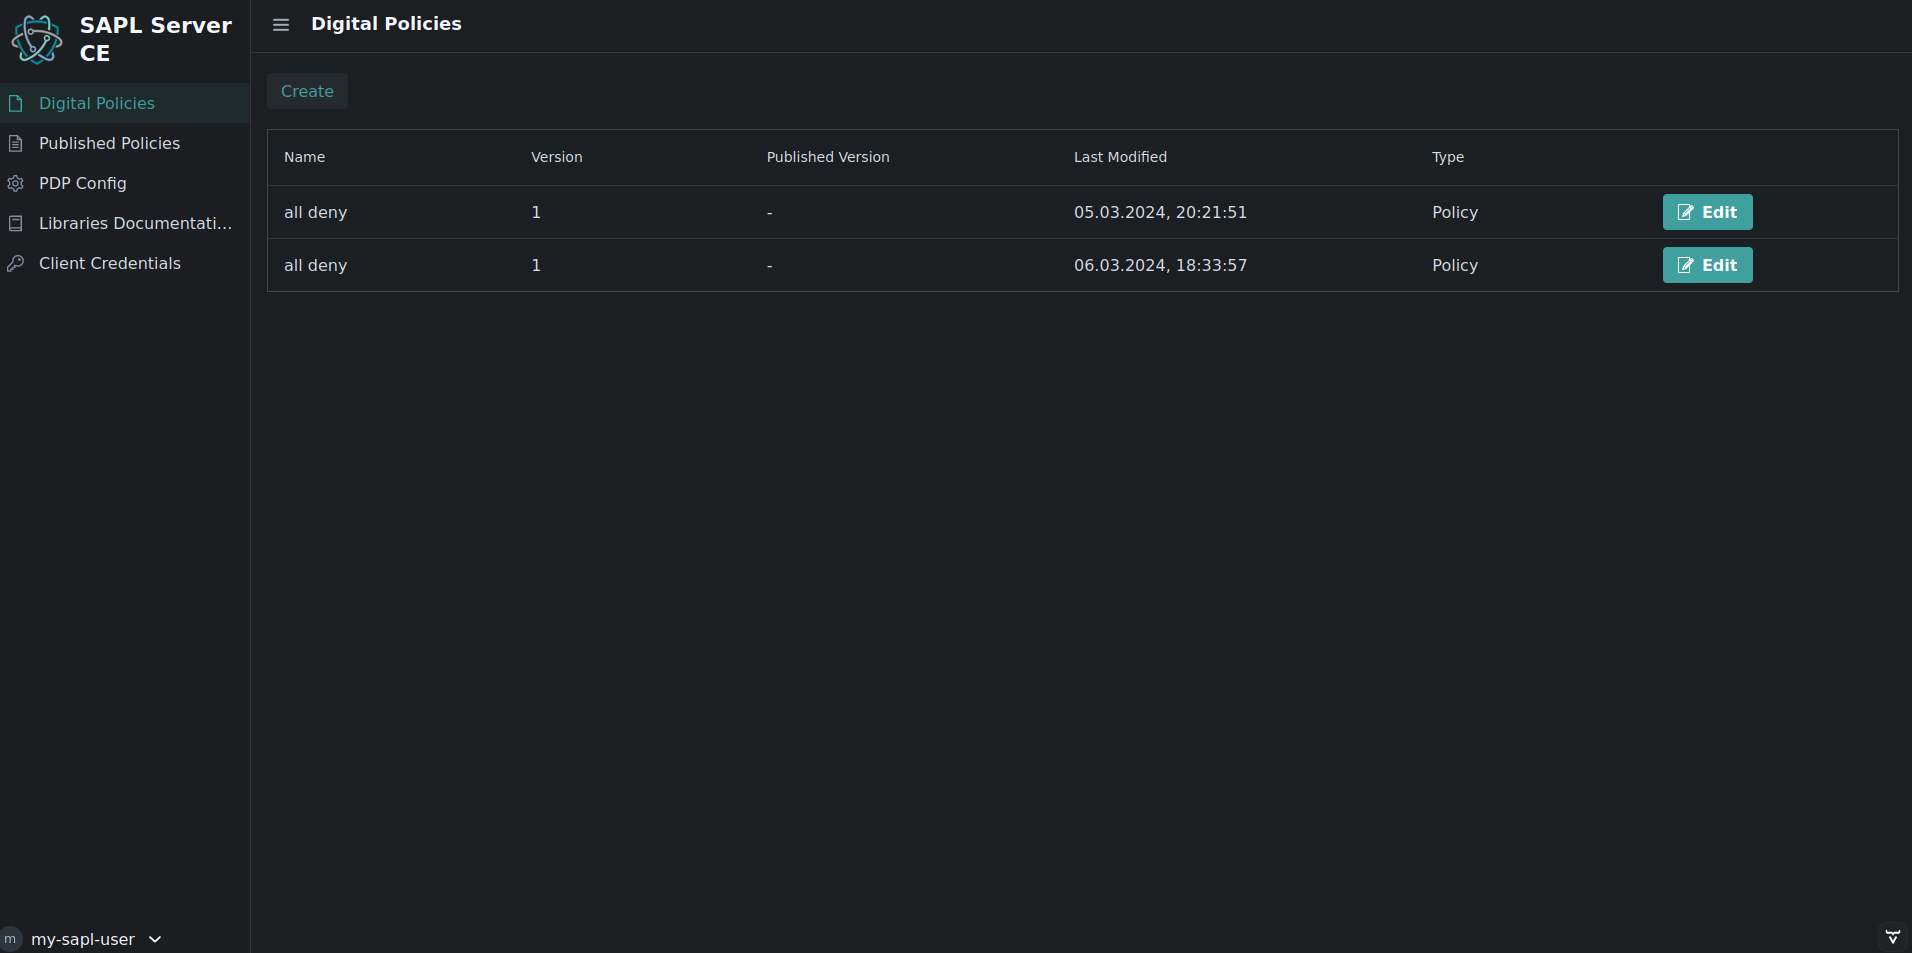 SAPL Server
CE
Digital Policies
Digital Policies
Published Policies
PDP Config
Libraries Documentati...
Client Credentials
Create
Name Version Published Version Last Modified Type
all deny 1 - 05.03.2024, 20:21:51 Policy Edit
all deny 1 - 06.03.2024, 18:33:57 Policy Edit
m my-sapl-user